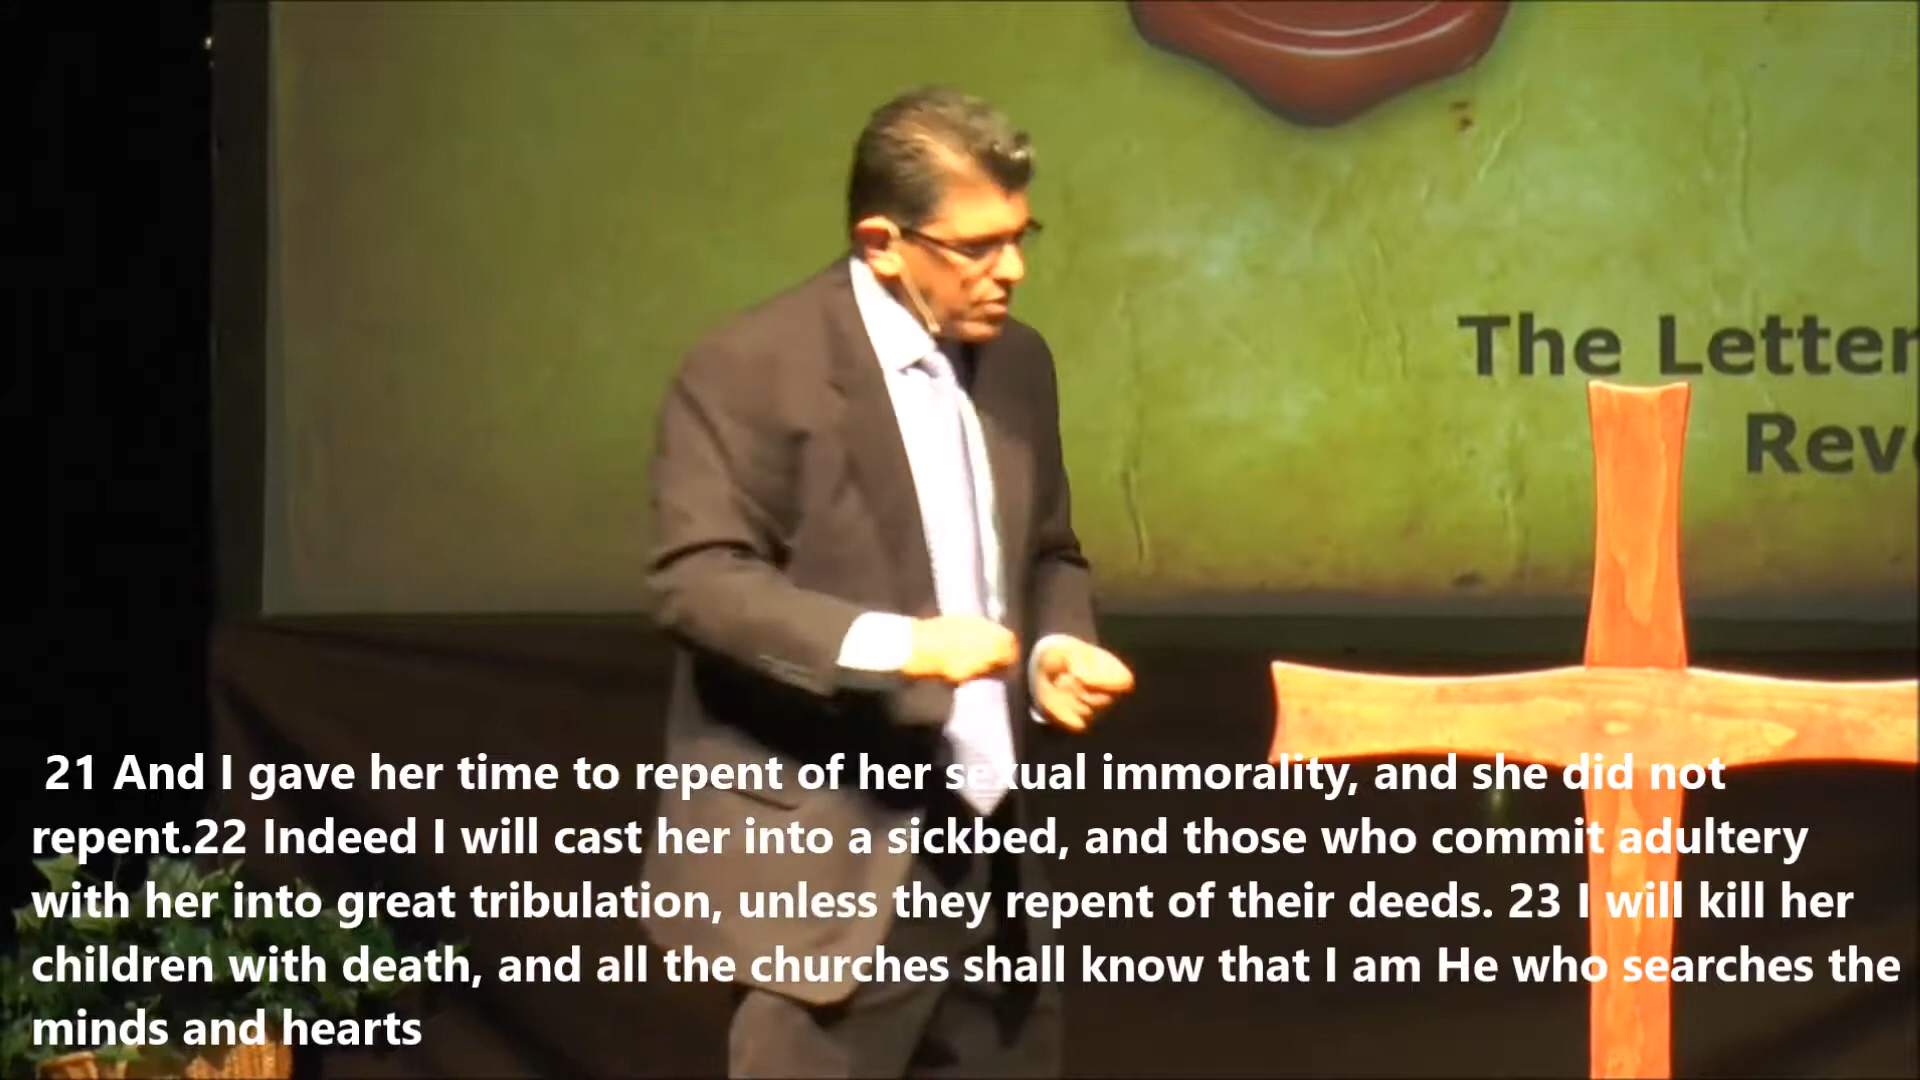 The Letter
Rev
21 And I gave her time to repent of her sexual immorality, and she did not
repent.22 Indeed I will cast her into a sickbed, and those who commit adultery
with her into great tribulation, unless they repent of their deeds. 23 I will kill her
children with death, and all the churches shall know that I am He who searches the
minds and hearts